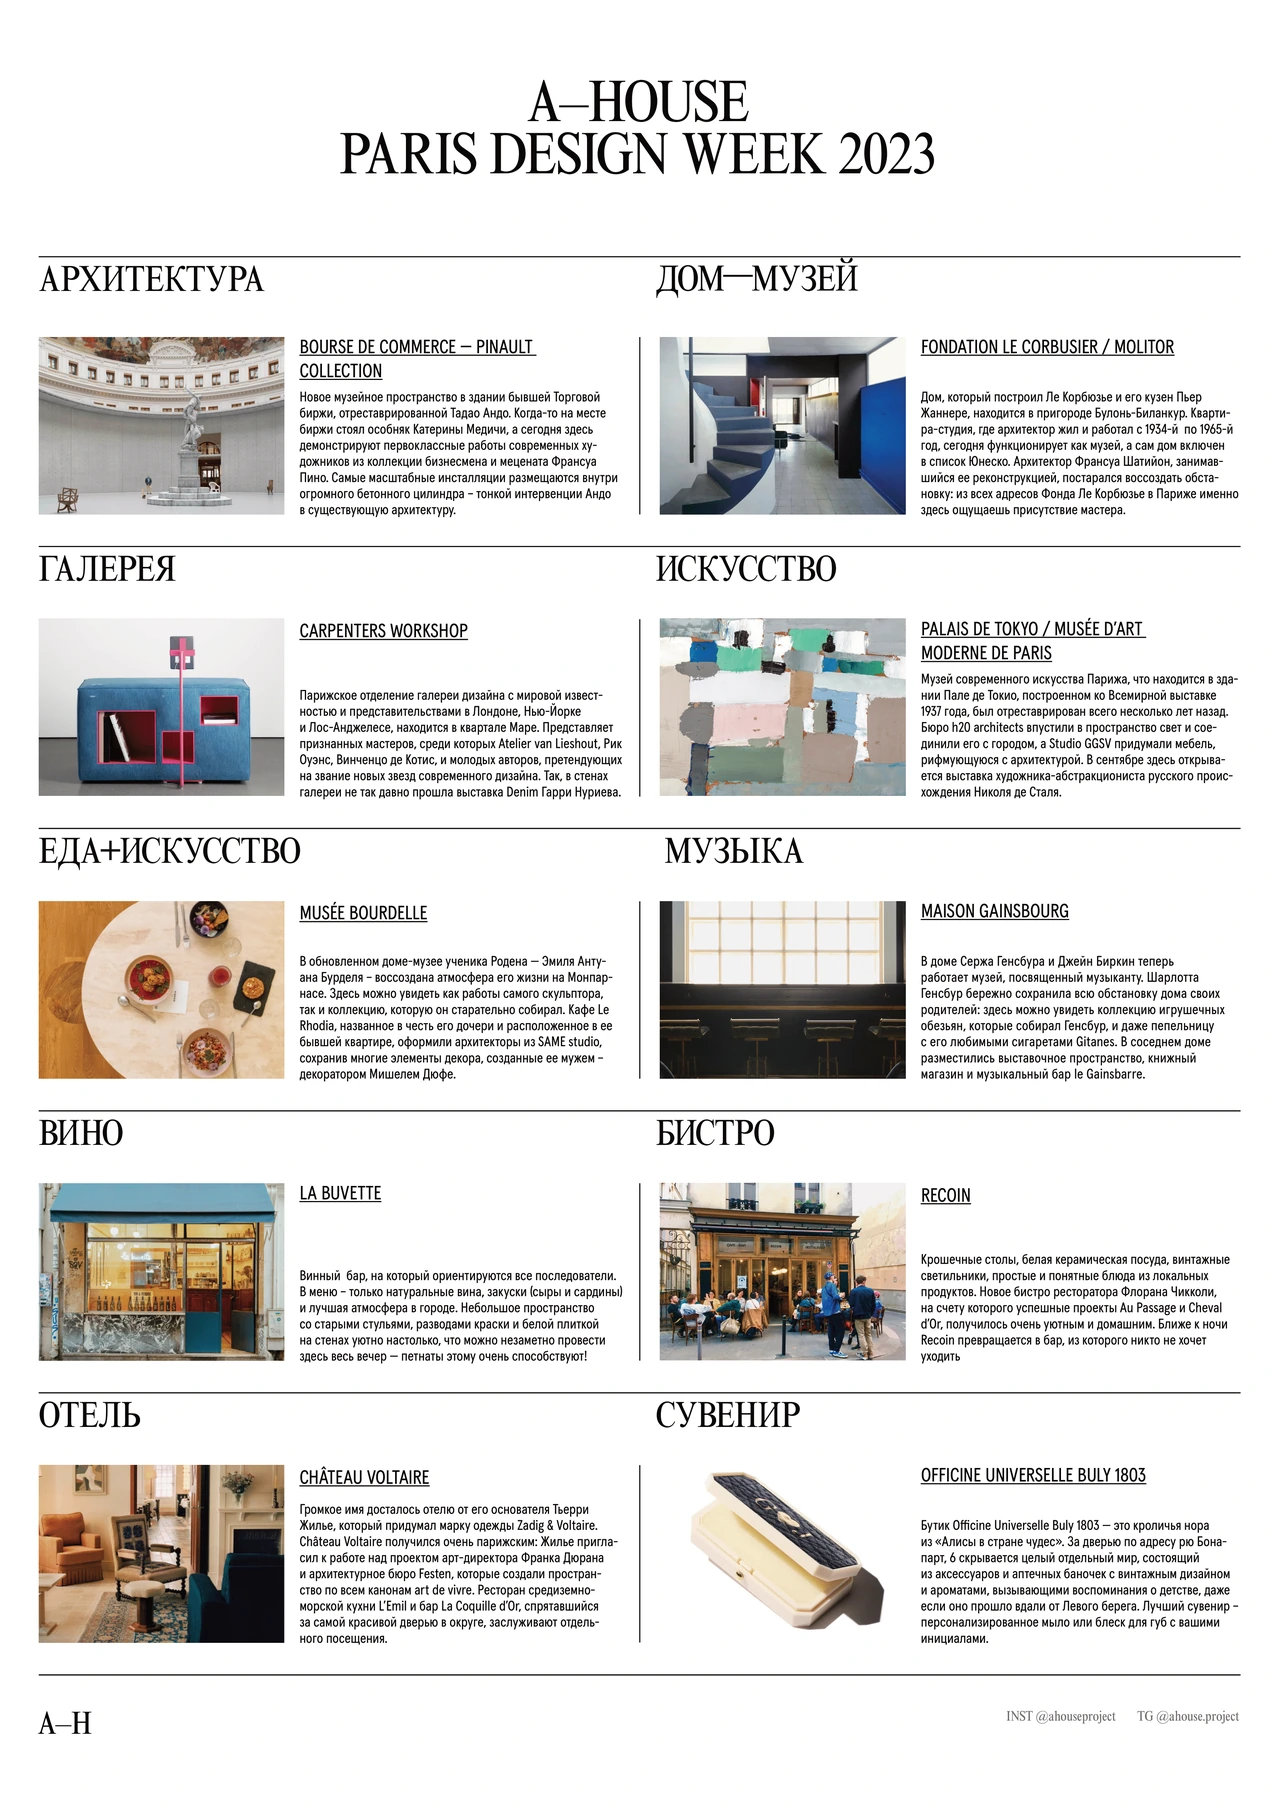 A—HOUSE
PARIS DESIGN WEEK 2023
АРХИТЕКТУРА
BOURSE DE COMMERCE — PINAULT
COLLECTION
Новое музейное пространство в здании бывшей Торговой
биржи, отреставрированной Тадао Андо. Когда-то на месте
биржи стоял особняк Катерины Медичи, а сегодня здесь
демонстрируют первоклассные работы современных ху-
дожников из коллекции бизнесмена и мецената Франсуа
Пино. Самые масштабные инсталляции размещаются внутри
огромного бетонного цилиндра – тонкой интервенции Андо
в существующую архитектуру.
ДОМ—МУЗЕЙ
FONDATION LE CORBUSIER / MOLITOR
Дом, который построил Ле Корбюзье и его кузен Пьер
Жаннере, находится в пригороде Булонь-Биланкур. Кварти-
ра-студия, где архитектор жил и работал с 1934-й по 1965-й
год, сегодня функционирует как музей, а сам дом включен
в список Юнеско. Архитектор Франсуа Шатийон, занимав-
шийся ее реконструкцией, постарался воссоздать обста-
новку: из всех адресов Фонда Ле Корбюзье в Париже именно
здесь ощущаешь присутствие мастера.
ГАЛЕРЕЯ
CARPENTERS WORKSHOP
Парижское отделение галереи дизайна с мировой извест-
ностью и представительствами в Лондоне, Нью-Йорке
и Лос-Анджелесе, находится в квартале Маре. Представляет
признанных мастеров, среди которых Atelier van Lieshout, Рик
Оуэнс, Винченцо де Котис, и молодых авторов, претендующих
на звание новых звезд современного дизайна. Так, в стенах
галереи не так давно прошла выставка Denim Гарри Нуриева.
ИСКУССТВО
PALAIS DE TOKYO / MUSÉE D'ART
MODERNE DE PARIS
Музей современного искусства Парижа, что находится в зда-
нии Пале де Токио, построенном ко Всемирной выставке
1937 года, был отреставрирован всего несколько лет назад.
Бюро h20 architects впустили в пространство свет и сое-
динили его с городом, а Studio GGSV придумали мебель,
рифмующуюся с архитектурой. В сентябре здесь открыва-
ется выставка художника-абстракциониста русского проис-
хождения Николя де Сталя.
ЕДА+ИСКУССТВО
MUSÉE BOURDELLE
В обновленном доме-музее ученика Родена — Эмиля Анту-
ана Бурделя – воссоздана атмосфера его жизни на Монпар-
насе. Здесь можно увидеть как работы самого скульптора,
так и коллекцию, которую он старательно собирал. Кафе Le
Rhodia, названное в честь его дочери и расположенное в ее
бывшей квартире, оформили архитекторы из SAME studio,
сохранив многие элементы декора, созданные ее мужем –
декоратором Мишелем Дюфе.
МУЗЫКА
MAISON GAINSBOURG
В доме Сержа Генсбура и Джейн Биркин теперь
работает музей, посвященный музыканту. Шарлотта
Генсбур бережно сохранила всю обстановку дома своих
родителей: здесь можно увидеть коллекцию игрушечных
обезьян, которые собирал Генсбур, и даже пепельницу
с его любимыми сигаретами Gitanes. В соседнем доме
разместились выставочное пространство, книжный
магазин и музыкальный бар le Gainsbarre.
ВИНО
LA BUVETTE
Винный бар, на который ориентируются все последователи.
В меню – только натуральные вина, закуски (сыры и сардины)
и лучшая атмосфера в городе. Небольшое пространство
со старыми стульями, разводами краски и белой плиткой
на стенах уютно настолько, что можно незаметно провести
здесь весь вечер — петнаты этому очень способствуют!
БИСТРО
RECOIN
Крошечные столы, белая керамическая посуда, винтажные
светильники, простые и понятные блюда из локальных
продуктов. Новое бистро ресторатора Флорана Чикколи,
на счету которого успешные проекты Au Passage и Cheval
d'Or, получилось очень уютным и домашним. Ближе к ночи
Recoin превращается в бар, из которого никто не хочет
уходить
ОТЕЛЬ
CHÂTEAU VOLTAIRE
Громкое имя досталось отелю от его основателя Тьерри
Жилье, который придумал марку одежды Zadig & Voltaire.
Château Voltaire получился очень парижским: Жилье пригла-
сил к работе над проектом арт-директора Франка Дюрана
и архитектурное бюро Festen, которые создали простран-
ство по всем канонам art de vivre. Ресторан средиземно-
морской кухни L'Emil и бар La Coquille d'Or, спрятавшийся
за самой красивой дверью в округе, заслуживают отдель-
ного посещения.
СУВЕНИР
OFFICINE UNIVERSELLE BULY 1803
Бутик Officine Universelle Buly 1803 — это кроличья нора
из «Алисы в стране чудес». За дверью по адресу рю Бона-
парт, 6 скрывается целый отдельный мир, состоящий
из аксессуаров и аптечных баночек с винтажным дизайном
и ароматами, вызывающими воспоминания о детстве, даже
если оно прошло вдали от Левого берега. Лучший сувенир –
персонализированное мыло или блеск для губ с вашими
инициалами.
A—H
INST @ahouseproject TG @ahouse.project